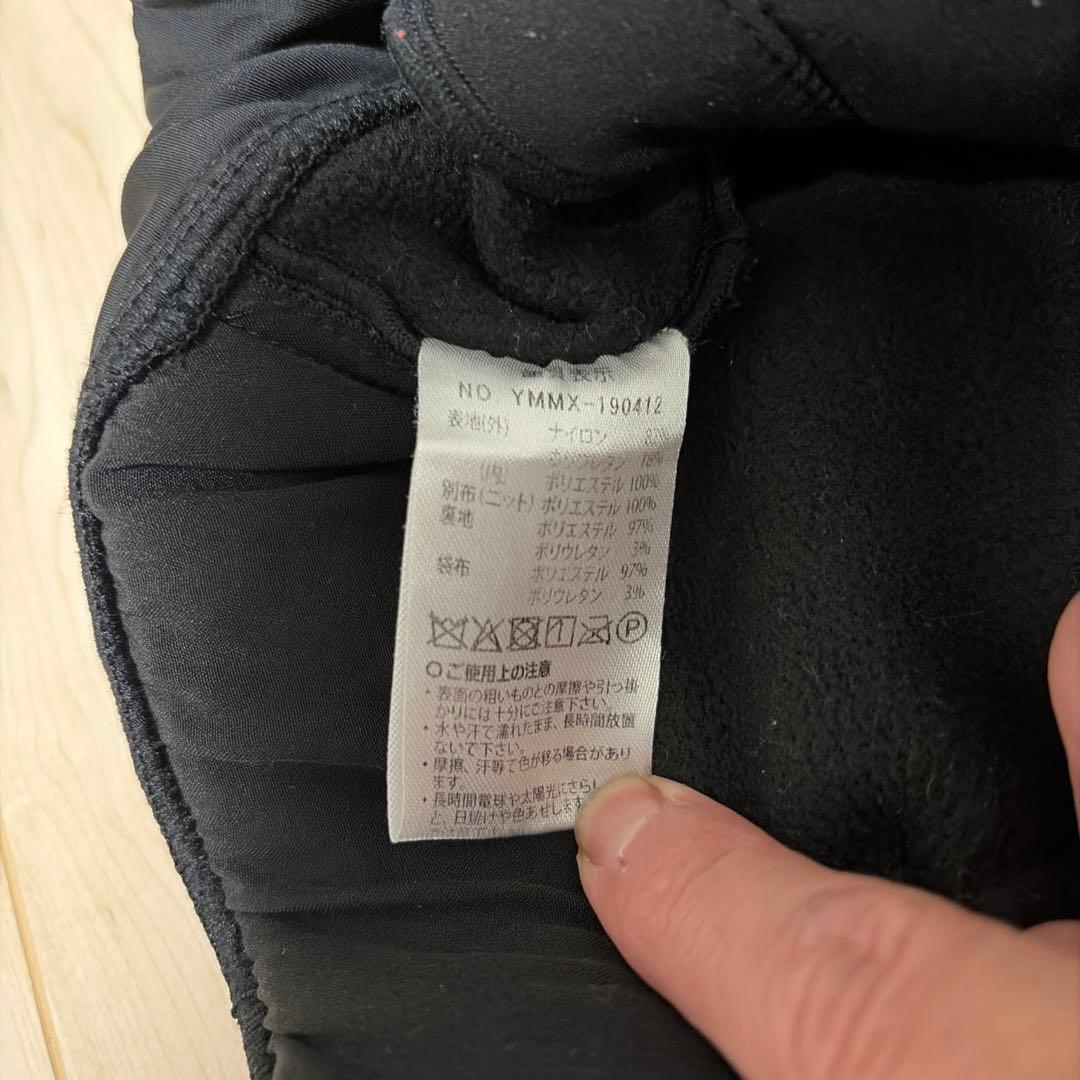 表示
NO YMMX-190412
表地(外) ナイロン
ポリウレタン 18%
(内) ポリエステル 100%
別布(ニット) ポリエステル 100%
裏地 ポリエステル 97%
ポリウレタン 3%
袋布 ポリエステル 97%
ポリウレタン 3%
P
○ご使用上の注意
・表面の粗いものとの摩擦や引っ掛
かりには十分にご注意下さい。
・水や汗で濡れたまま、長時間放置し
ないで下さい。
・摩擦、汗等で色が移る場合があり
ます。
・長時間電球や太陽光にさらし
と、日焼けや色あせします